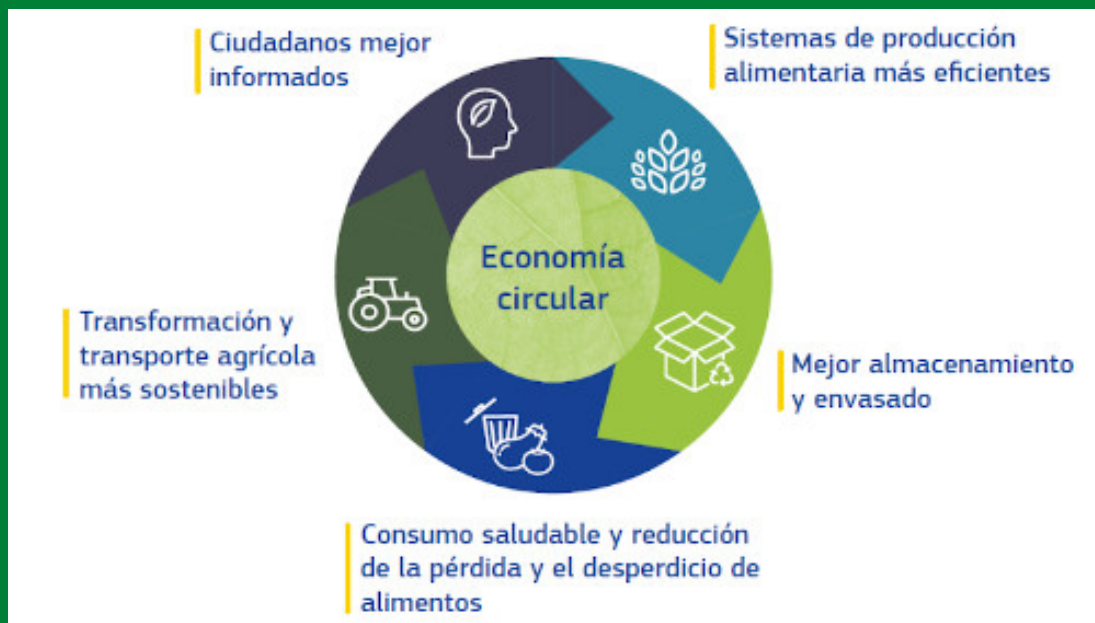 Ciudadanos mejor
informados
Sistemas de producción
alimentaria más eficientes
Economía
circular
Transformación y
transporte agrícola
más sostenibles
Mejor almacenamiento
y envasado
Consumo saludable y reducción
de la pérdida y el desperdicio de
alimentos